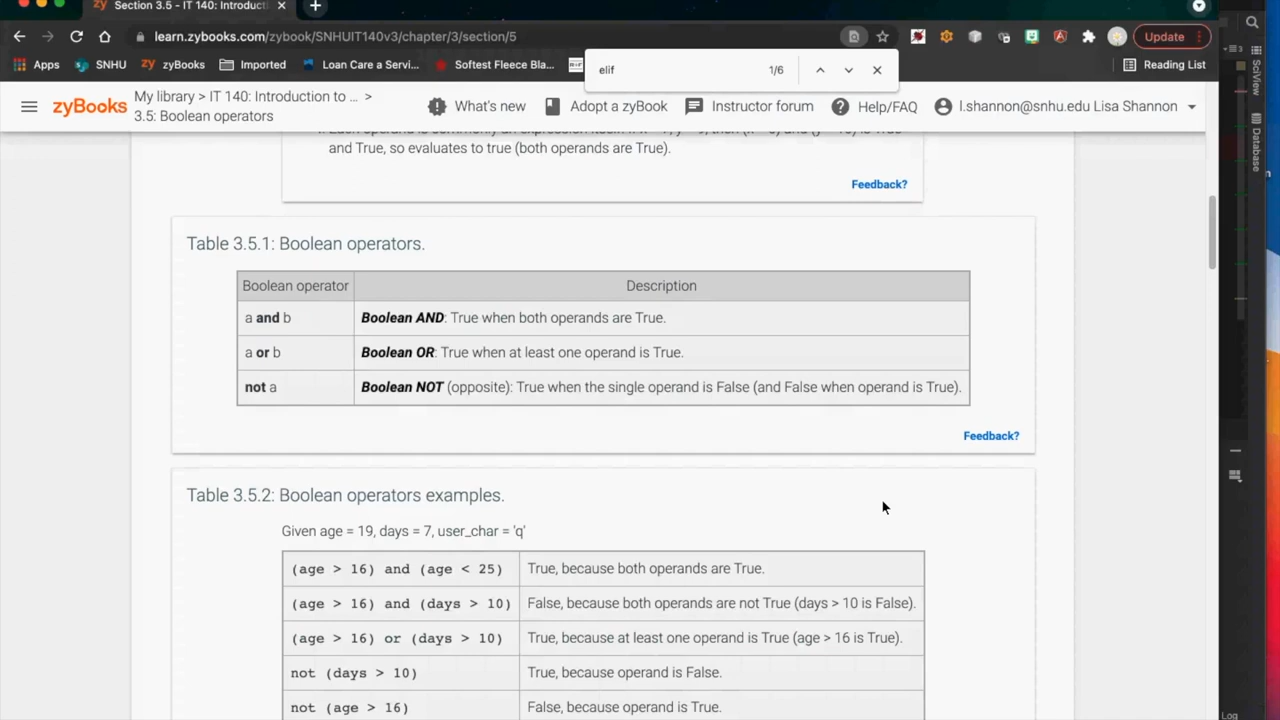 Section 3.5 - IT 140: Introducti
learn.zybooks.com/zybook/SNHUIT140v3/chapter/3/section/5
Update
elif 1/6
Apps SNHU zyBooks Imported Loan Care a Servi... Softest Fleece Bla... Reading List
zyBooks
My library > IT 140: Introduction to ... >
3.5: Boolean operators
What's new Adopt a zyBook Instructor forum Help/FAQ l.shannon@snhu.edu Lisa Shannon
SciView
Database
and True, so evaluates to true (both operands are True).
Feedback?
Table 3.5.1: Boolean operators.
Boolean operator Description
a and b Boolean AND: True when both operands are True.
a or b Boolean OR: True when at least one operand is True.
not a Boolean NOT (opposite): True when the single operand is False (and False when operand is True).
Feedback?
Table 3.5.2: Boolean operators examples.
Given age = 19, days = 7, user_char = 'q'
(age > 16) and (age < 25) True, because both operands are True.
(age > 16) and (days > 10) False, because both operands are not True (days > 10 is False).
(age > 16) or (days > 10) True, because at least one operand is True (age > 16 is True).
not (days > 10) True, because operand is False.
not (age > 16) False, because operand is True.
Log